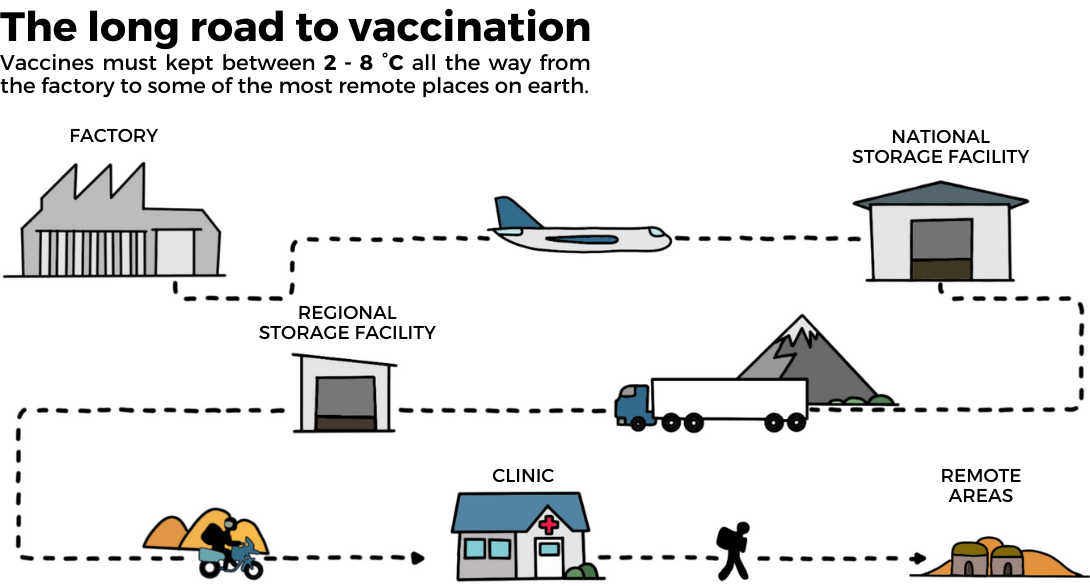 The long road to vaccination
Vaccines must kept between 2 - 8 °C all the way from
the factory to some of the most remote places on earth.
FACTORY
NATIONAL
STORAGE FACILITY
REGIONAL
STORAGE FACILITY
CLINIC
REMOTE
AREAS